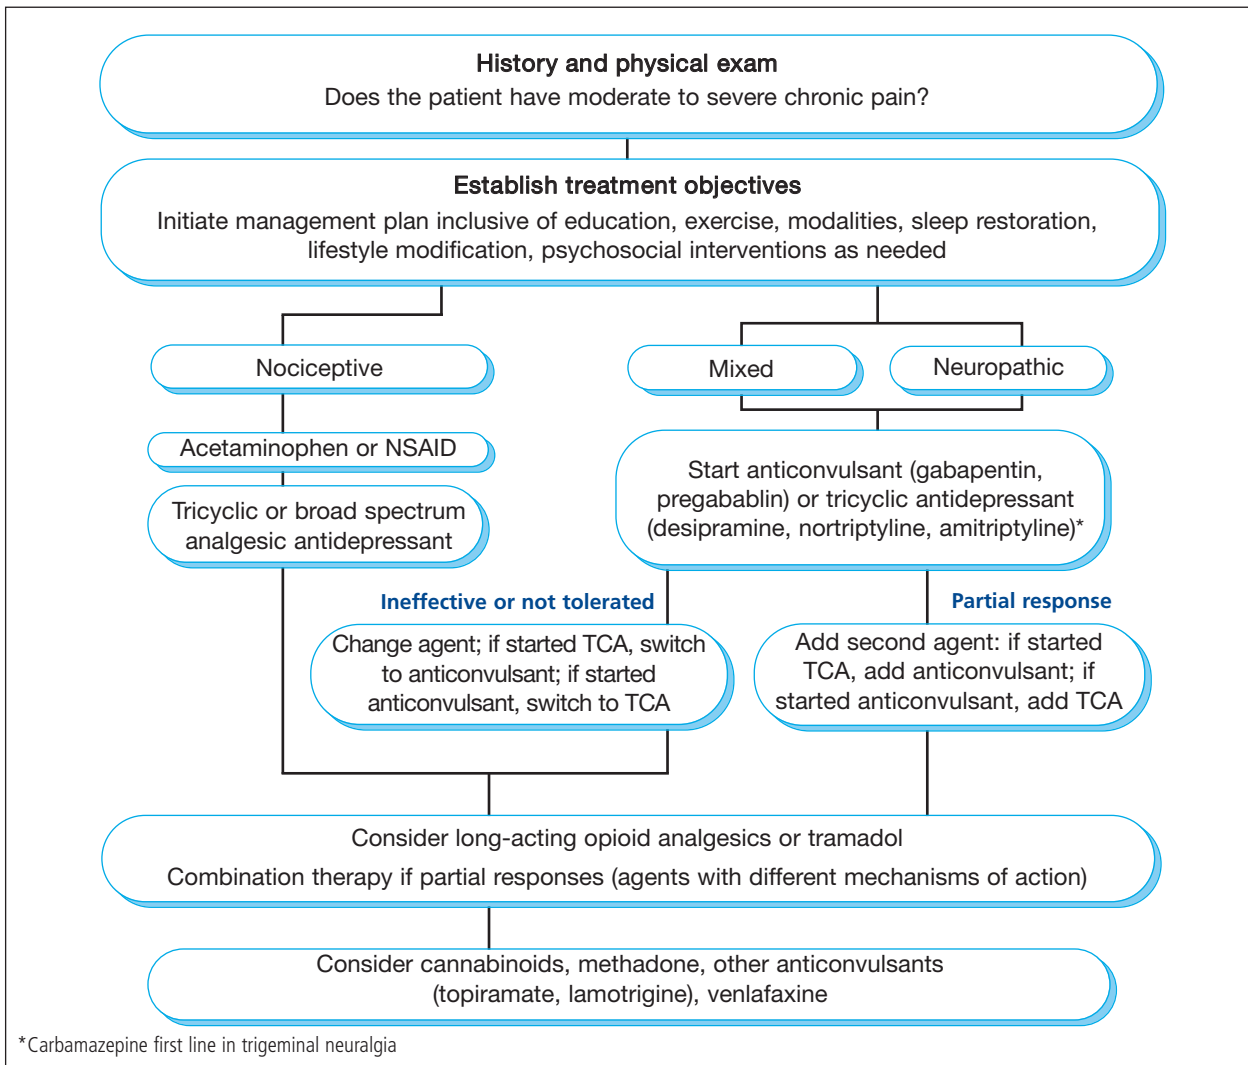 History and physical exam
Does the patient have moderate to severe chronic pain?
Establish treatment objectives
Initiate management plan inclusive of education, exercise, modalities, sleep restoration,
lifestyle modification, psychosocial interventions as needed
Nociceptive
Mixed
Neuropathic
Acetaminophen or NSAID
Tricyclic or broad spectrum
analgesic antidepressant
Start anticonvulsant (gabapentin,
pregabablin) or tricyclic antidepressant
(desipramine, nortriptyline, amitriptyline)*
Ineffective or not tolerated
Change agent; if started TCA, switch
to anticonvulsant; if started
anticonvulsant, switch to TCA
Partial response
Add second agent: if started
TCA, add anticonvulsant; if
started anticonvulsant, add TCA
Consider long-acting opioid analgesics or tramadol
Combination therapy if partial responses (agents with different mechanisms of action)
Consider cannabinoids, methadone, other anticonvulsants
(topiramate, lamotrigine), venlafaxine
*Carbamazepine first line in trigeminal neuralgia